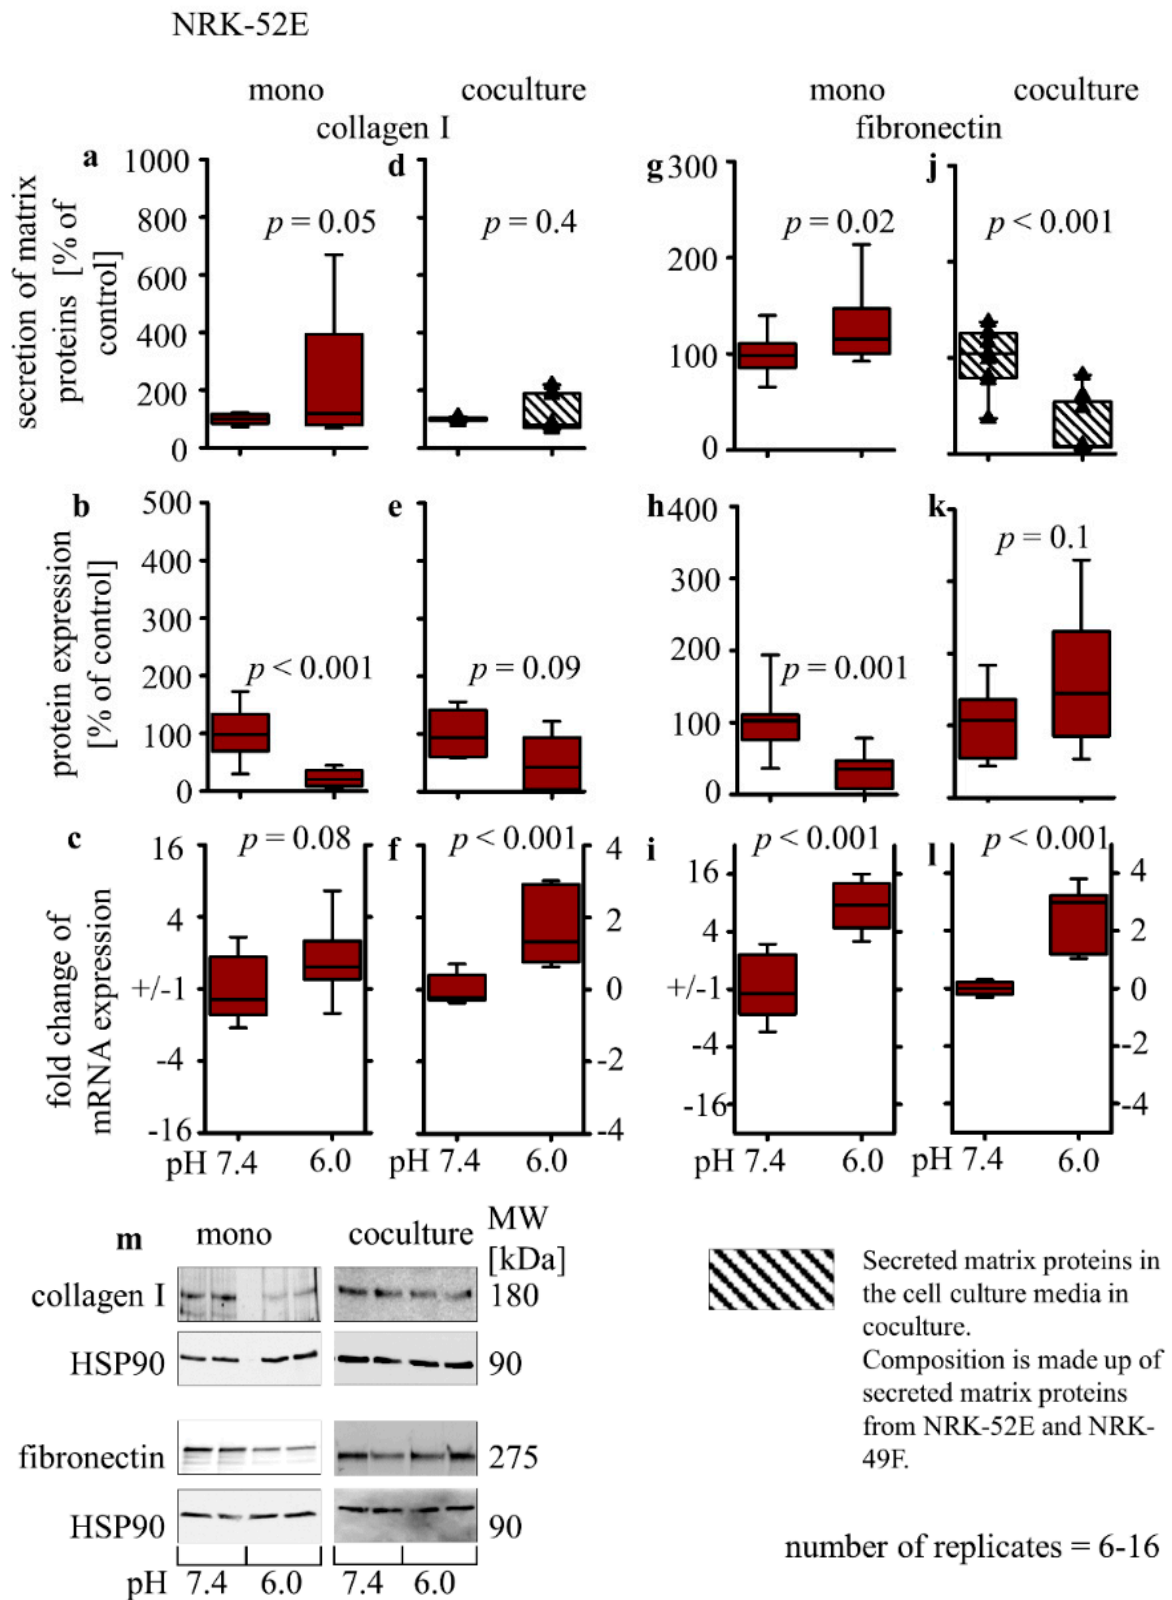 NRK-52E
mono coculture mono coculture
collagen I fibronectin
secretion of matrix
proteins [% of
control]
a 1000 800 600 400 200 0
p = 0.05
d
p = 0.4
g 300 200 100 0
p = 0.02
j
p < 0.001
protein expression
[% of control]
b 500 400 300 200 100 0
p < 0.001
e
p = 0.09
h 400 300 200 100 0
p = 0.001
k
p = 0.1
fold change of
mRNA expression
c 16 4 +/-1 -4 -16
p = 0.08
f 4 2 0 -2 -4
p < 0.001
i 16 4 +/-1 -4 -16
p < 0.001
l 4 2 0 -2 -4
p < 0.001
pH 7.4 6.0 pH 7.4 6.0 pH 7.4 6.0 pH 7.4 6.0
m mono coculture MW
[kDa]
collagen I 180
HSP90 90
fibronectin 275
HSP90 90
pH 7.4 6.0 7.4 6.0
Secreted matrix proteins in
the cell culture media in
coculture.
Composition is made up of
secreted matrix proteins
from NRK-52E and NRK-
49F.
number of replicates = 6-16